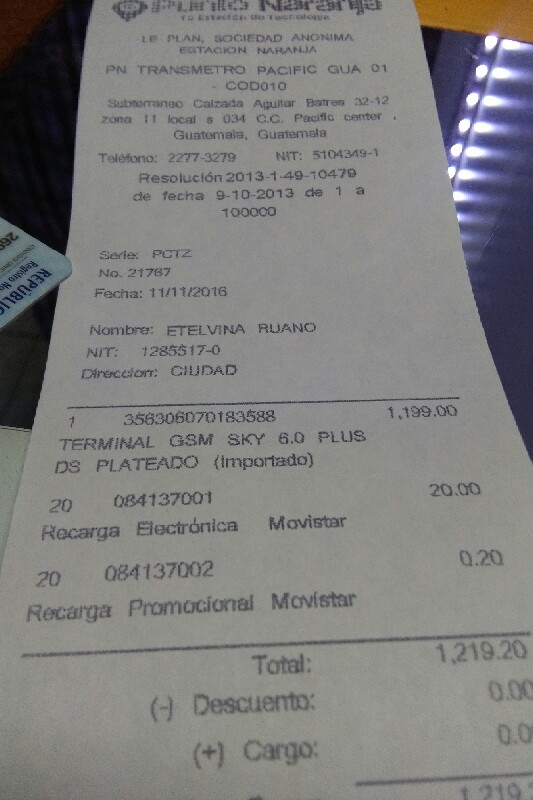 Punto Naranja
Tu Estación de Tecnología
LE PLAN, SOCIEDAD ANONIMA
ESTACION NARANJA
PN TRANSMETRO PACIFIC GUA 01
- COD010
Subterraneo Calzada Aguilar Batres 32-12
zona 11 local s 034 C.C. Pacific center ,
Guatemala, Guatemala
Teléfono: 2277-3279 NIT: 5104349-1
Resolución 2013-1-49-10479
de fecha 9-10-2013 de 1 a
100000
Serie: PCTZ
No. 21767
Fecha: 11/11/2016
Nombre: ETELVINA RUANO
NIT: 1285517-0
Direccion: CIUDAD
1 356306070183588 1,199.00
TERMINAL GSM SKY 6.0 PLUS
DS PLATEADO (Importado)
20 084137001 20.00
Recarga Electrónica Movistar
20 084137002 0.20
Recarga Promocional Movistar
Total: 1,219.20
(-) Descuento: 0.00
(+) Cargo: 0.0
1,219.
REPÚBLIC
Registro Na